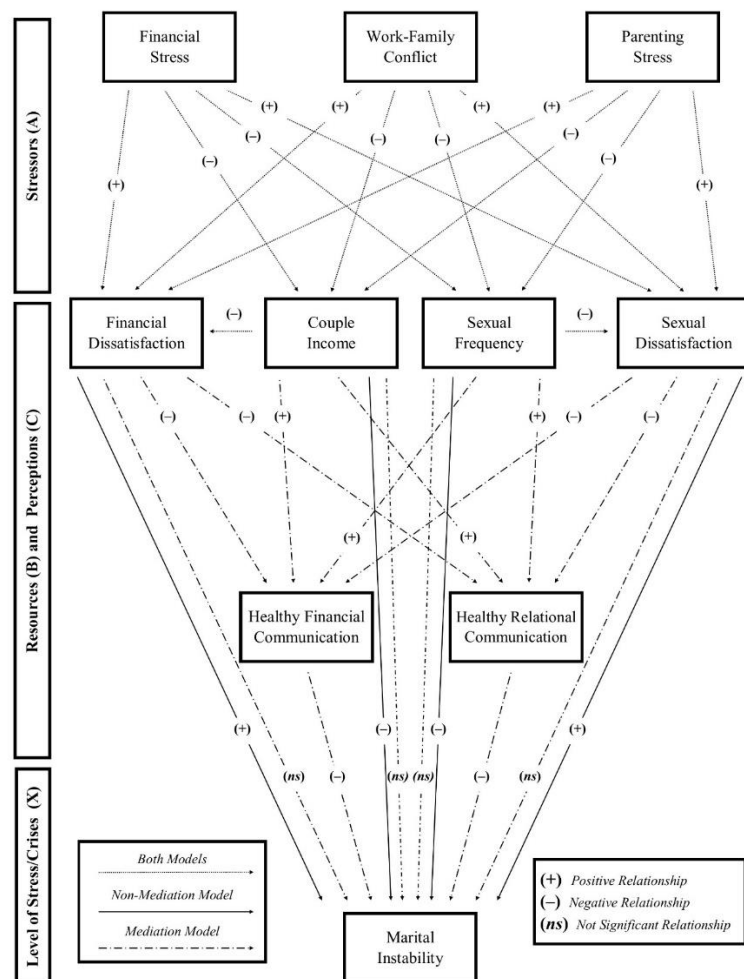 Financial
Stress
Work-Family
Conflict
Parenting
Stress
Stressors (A)
(+)
(+)
(+)
(+)
(–)
(–)
(–)
(–)
(–)
(–)
(+)
(+)
Financial
Dissatisfaction
(–)
Couple
Income
Sexual
Frequency
(–)
Sexual
Dissatisfaction
Resources (B) and Perceptions (C)
(–)
(+)
(–)
(+)
(–)
(–)
(+)
(+)
Healthy Financial
Communication
Healthy Relational
Communication
(+)
(–)
(–)
(+)
(ns)
(–)
(ns)
(ns)
(–)
(ns)
Level of Stress/Crises (X)
Both Models
Non-Mediation Model
Mediation Model
Marital
Instability
(+) Positive Relationship
(–) Negative Relationship
(ns) Not Significant Relationship